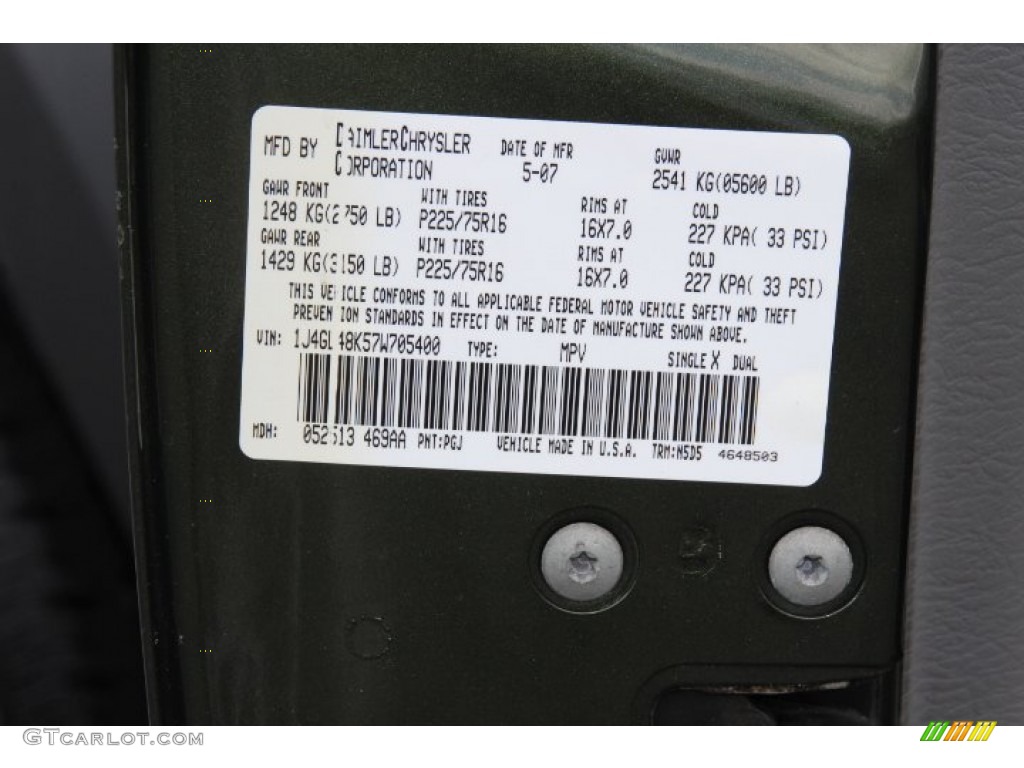 MFD BY DAIMLERCHRYSLER CORPORATION
DATE OF MFR
5-07
GVWR
2541 KG(05600 LB)
GAWR FRONT
1248 KG(2750 LB)
WITH TIRES
P225/75R16
RIMS AT
16X7.0
COLD
227 KPA( 33 PSI)
GAWR REAR
1429 KG(3150 LB)
WITH TIRES
P225/75R16
RIMS AT
16X7.0
COLD
227 KPA( 33 PSI)
THIS VEHICLE CONFORMS TO ALL APPLICABLE FEDERAL MOTOR VEHICLE SAFETY AND THEFT
PREVEN ION STANDARDS IN EFFECT ON THE DATE OF MANUFACTURE SHOWN ABOVE.
VIN: 1J4GL48K57W705400 TYPE: MPV SINGLE X DUAL
MDH: 052613 469AA PNT:PGJ VEHICLE MADE IN U.S.A. TRM:N5D5 4648503
GTCARLOT.COM